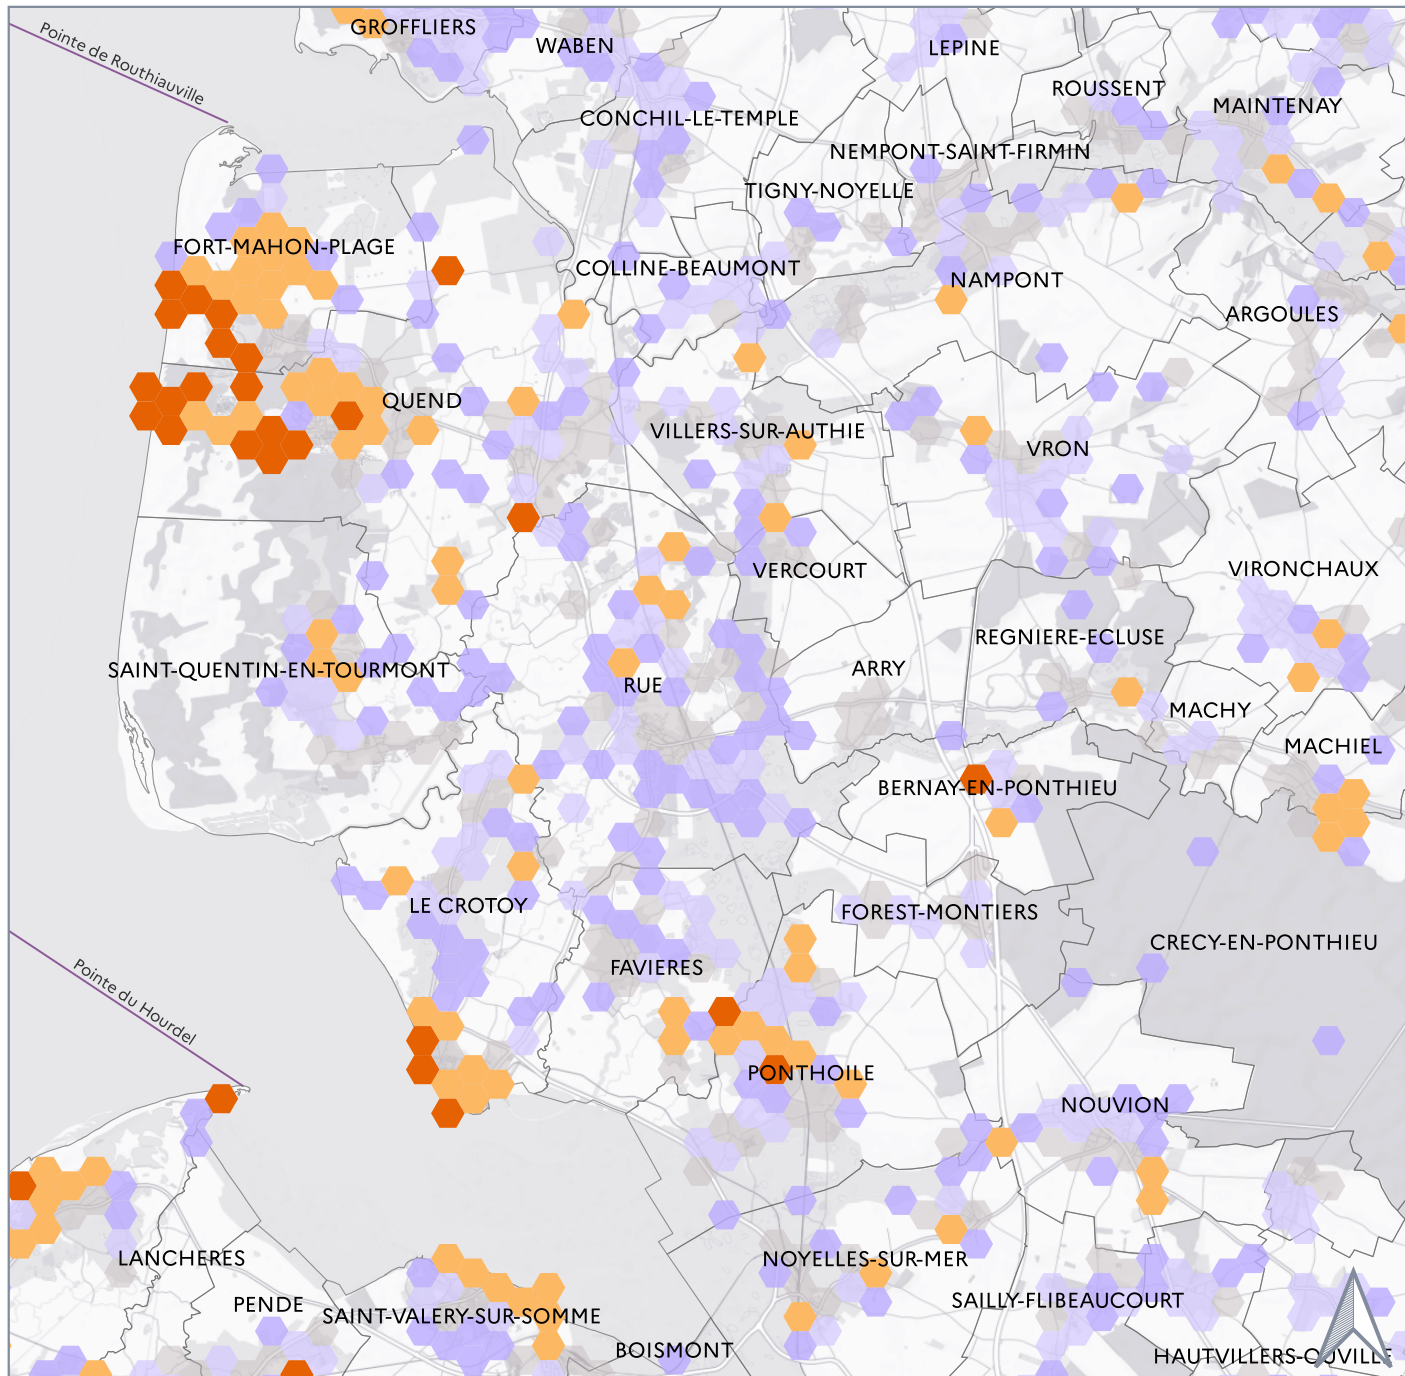 GROFFLIERS
Pointe de Routhiauville
WABEN
LEPINE
ROUSSENT
MAINTENAY
CONCHIL-LE-TEMPLE
NEMPONT-SAINT-FIRMIN
TIGNY-NOYELLE
FORT-MAHON-PLAGE
COLLINE-BEAUMONT
NAMPONT
ARGOULES
QUEND
VILLERS-SUR-AUTHIE
VRON
VERCOURT
VIRONCHAUX
REGNIERE-ECLUSE
SAINT-QUENTIN-EN-TOURMONT
ARRY
RUE
MACHY
MACHIEL
BERNAY-EN-PONTHIEU
LE CROTOY
FOREST-MONTIERS
CRECY-EN-PONTHIEU
FAVIERES
Pointe du Hourdel
PONTHOILE
NOUVION
LANCHERES
NOYELLES-SUR-MER
PENDE
SAINT-VALERY-SUR-SOMME
SAILLY-FLIBEAUCOURT
BOISMONT
HAUTVILLERS-OUVILLE